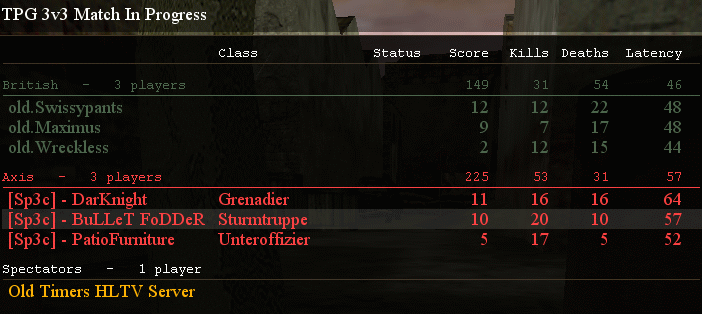 TPG 3v3 Match In Progress
Class Status Score Kills Deaths Latency
British - 3 players 149 31 54 46
old.Swissypants 12 12 22 48
old.Maximus 9 7 17 48
old.Wreckless 2 12 15 44
Axis - 3 players 225 53 31 57
[Sp3c] - DarKnight Grenadier 11 16 16 64
[Sp3c] - BuLLeT FoDDeR Sturmtruppe 10 20 10 57
[Sp3c] - PatioFurniture Unteroffizier 5 17 5 52
Spectators - 1 player
Old Timers HLTV Server